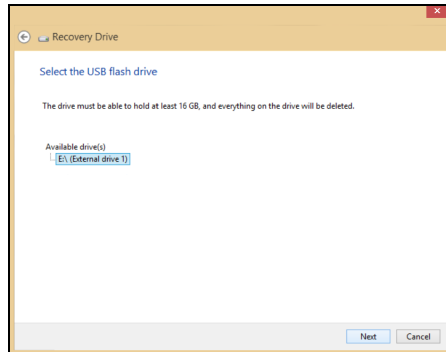 Recovery Drive
Select the USB flash drive
The drive must be able to hold at least 16 GB, and everything on the drive will be deleted.
Available drive(s)
E:\ (External drive 1)
Next Cancel